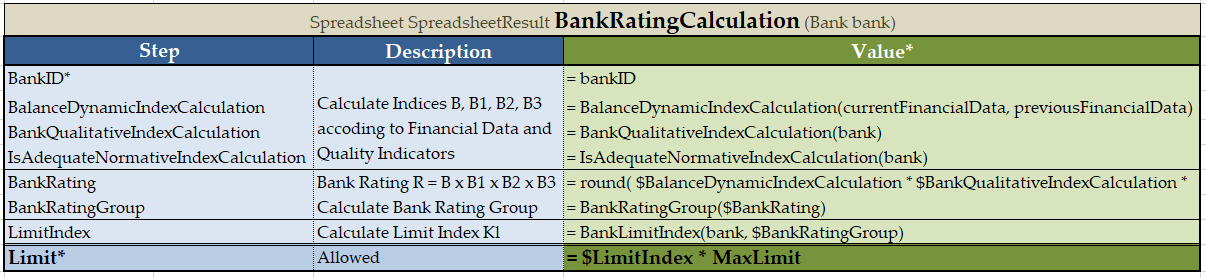 Spreadsheet SpreadsheetResult BankRatingCalculation (Bank bank)
Step Description Value*
BankID* = bankID
BalanceDynamicIndexCalculation Calculate Indices B, B1, B2, B3 = BalanceDynamicIndexCalculation(currentFinancialData, previousFinancialData)
BankQualitativeIndexCalculation accoding to Financial Data and = BankQualitativeIndexCalculation(bank)
IsAdequateNormativeIndexCalculation Quality Indicators = IsAdequateNormativeIndexCalculation(bank)
BankRating Bank Rating R = B x B1 x B2 x B3 = round( $BalanceDynamicIndexCalculation * $BankQualitativeIndexCalculation *
BankRatingGroup Calculate Bank Rating Group = BankRatingGroup($BankRating)
LimitIndex Calculate Limit Index K1 = BankLimitIndex(bank, $BankRatingGroup)
Limit* Allowed = $LimitIndex * MaxLimit